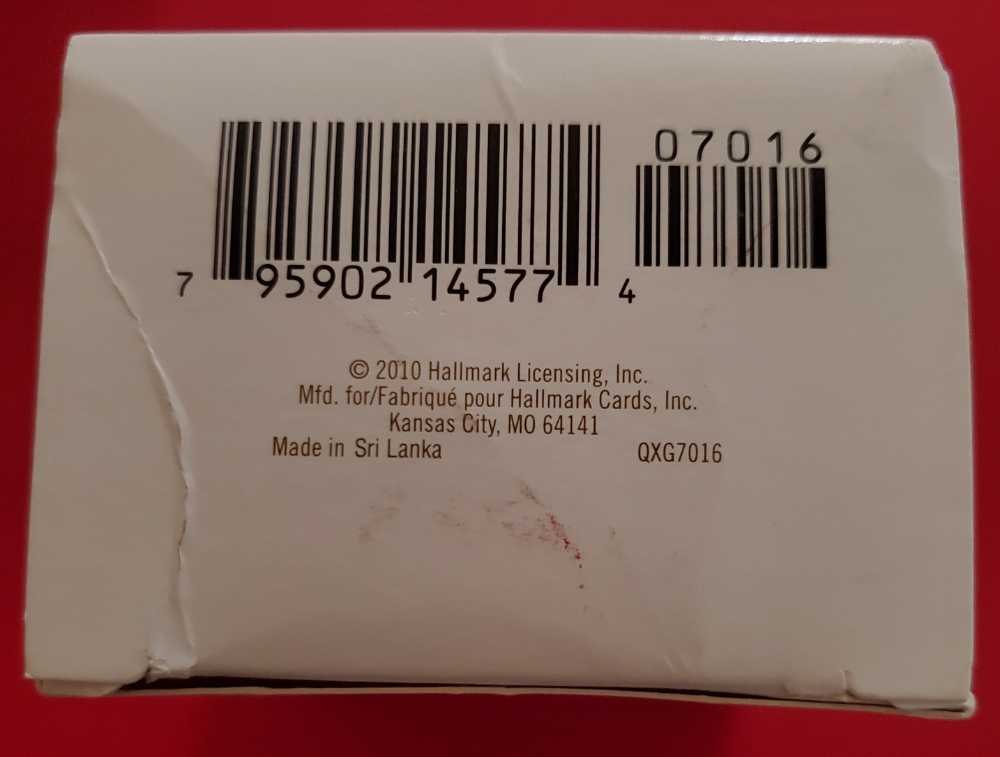 07016
7 95902 14577 4
© 2010 Hallmark Licensing, Inc.
Mfd. for/Fabriqué pour Hallmark Cards, Inc.
Kansas City, MO 64141
Made in Sri Lanka QXG7016